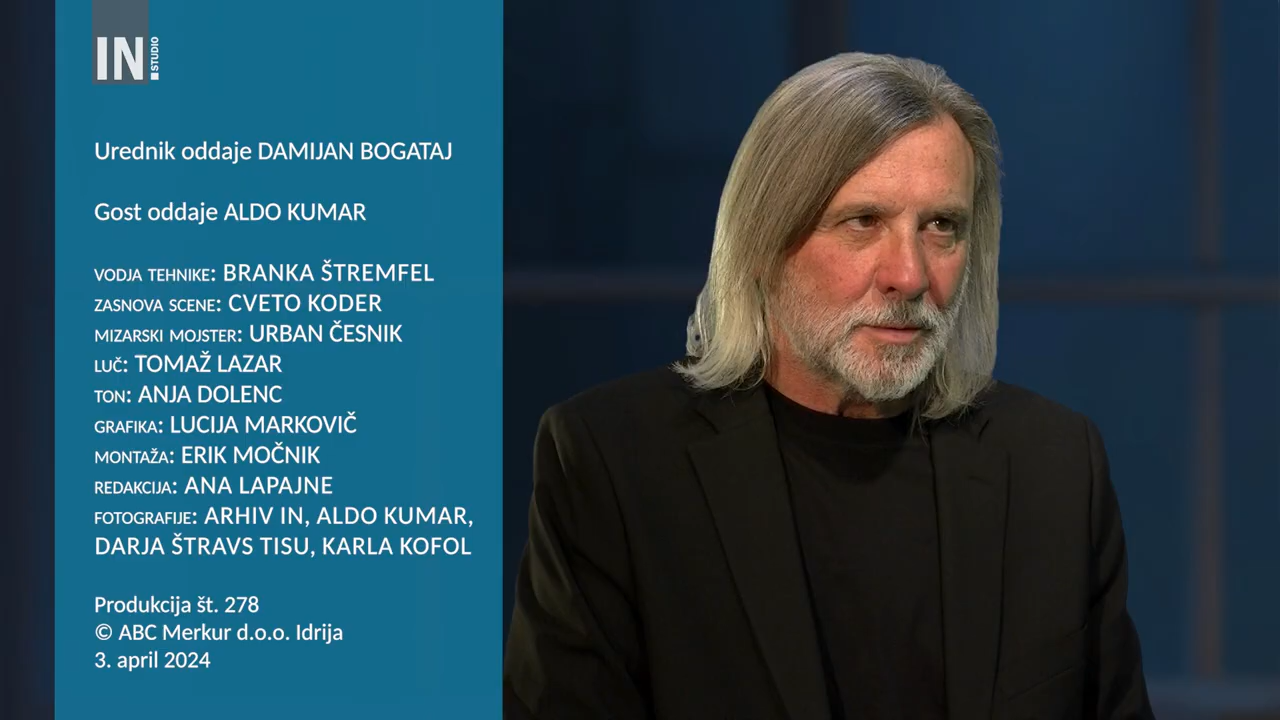 IN STUDIO
Urednik oddaje DAMIJAN BOGATAJ
Gost oddaje ALDO KUMAR
VODJA TEHNIKE: BRANKA ŠTREMFEL
ZASNOVA SCENE: CVETO KODER
MIZARSKI MOJSTER: URBAN ČESNIK
LUČ: TOMAŽ LAZAR
TON: ANJA DOLENC
GRAFIKA: LUCIJA MARKOVIČ
MONTAŽA: ERIK MOČNIK
REDAKCIJA: ANA LAPAJNE
FOTOGRAFIJE: ARHIV IN, ALDO KUMAR,
DARJA ŠTRAVS TISU, KARLA KOFOL
Produkcija št. 278
© ABC Merkur d.o.o. Idrija
3. april 2024